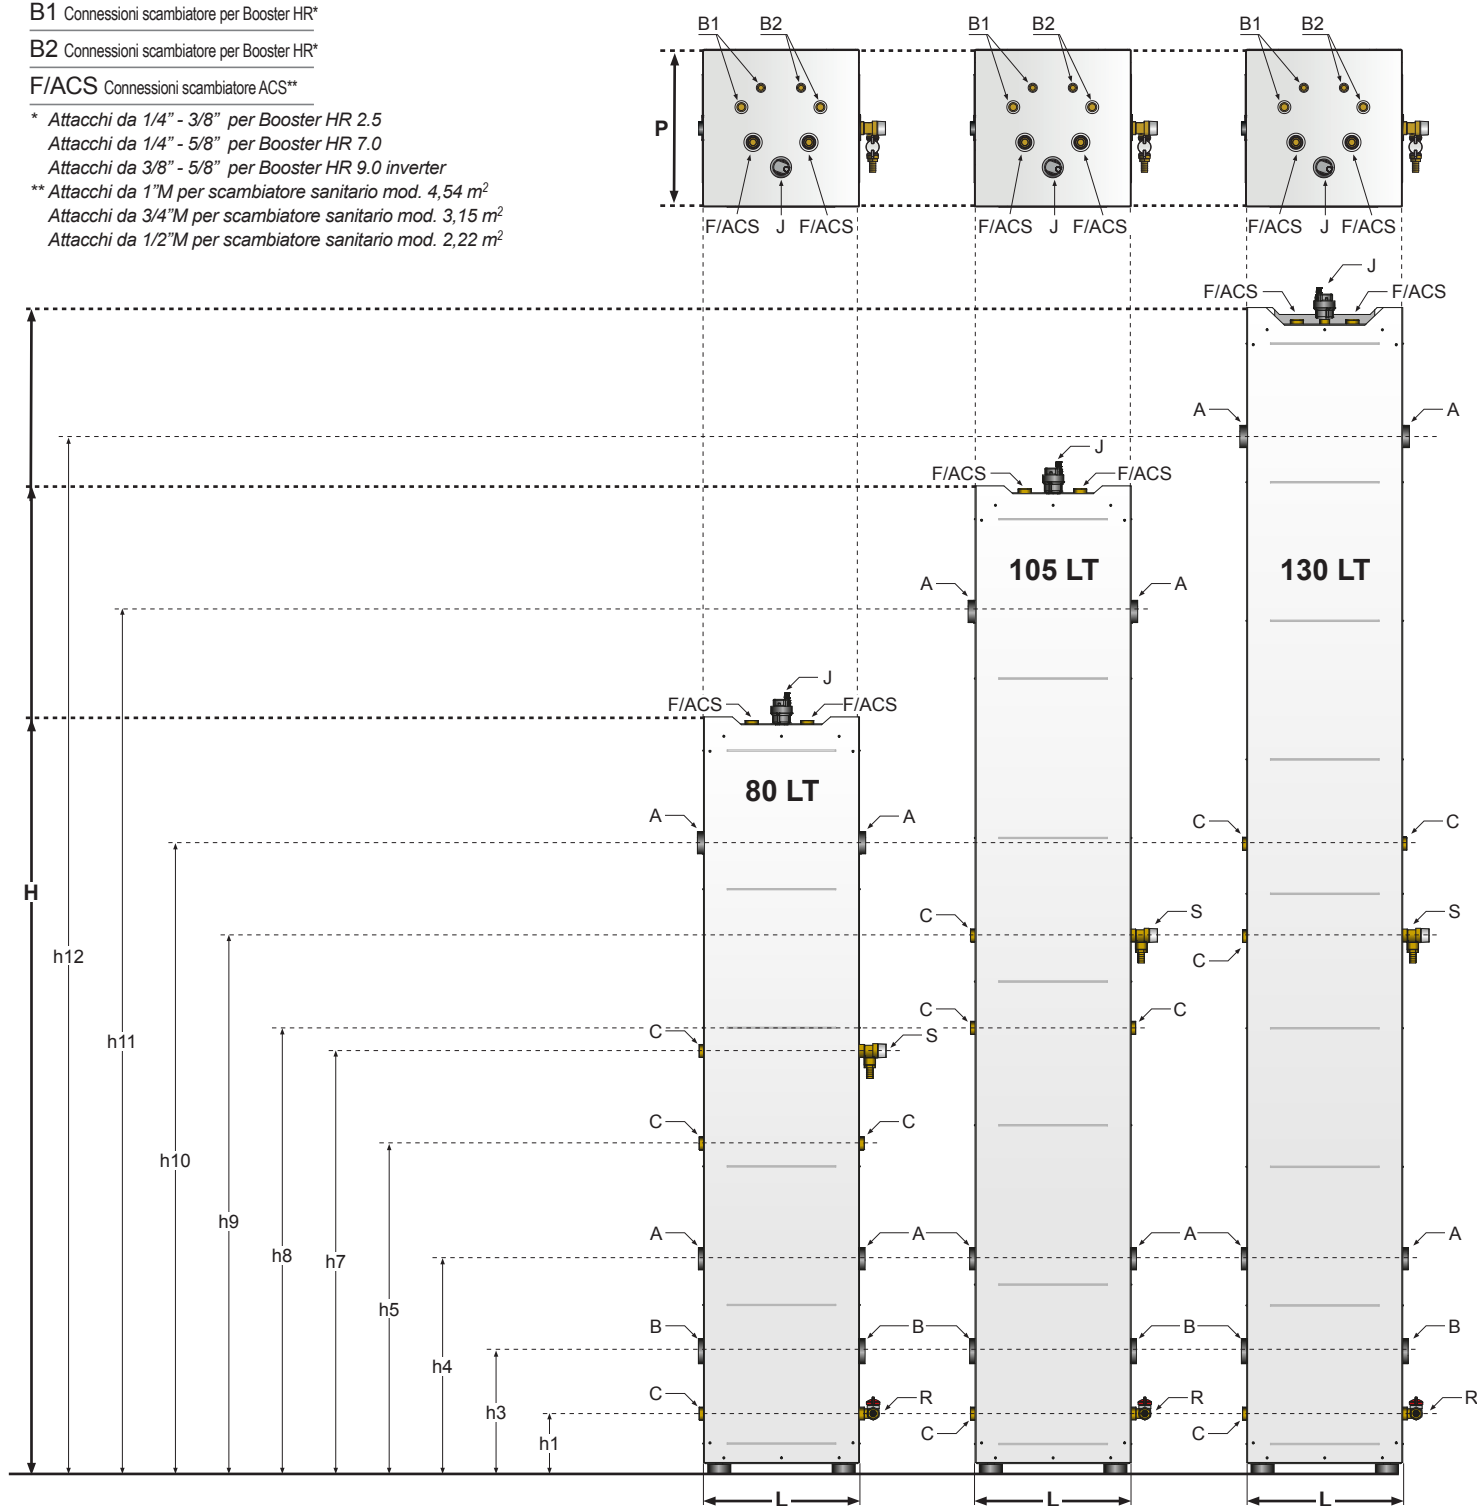 B1 Connessioni scambiatore per Booster HR*
B2 Connessioni scambiatore per Booster HR*
F/ACS Connessioni scambiatore ACS**
* Attacchi da 1/4” - 3/8” per Booster HR 2.5
Attacchi da 1/4” - 5/8” per Booster HR 7.0
Attacchi da 3/8” - 5/8” per Booster HR 9.0 inverter
** Attacchi da 1”M per scambiatore sanitario mod. 4,54 m²
Attacchi da 3/4”M per scambiatore sanitario mod. 3,15 m²
Attacchi da 1/2”M per scambiatore sanitario mod. 2,22 m²
B1 B2 B1 B2 B1 B2
P
F/ACS J F/ACS F/ACS J F/ACS F/ACS J F/ACS
J
F/ACS F/ACS
A A
J
F/ACS F/ACS
105 LT 130 LT
A A
J
F/ACS F/ACS
80 LT
A A C C
H
C S C S
h12 C
C C
C S
h11
C C
h10
h9
A A A A
h8
h7
h5
B B B B
h4
C R R R
h3
C C
h1
L L L